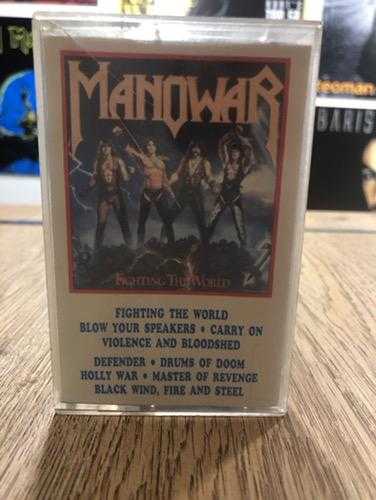 MANOWAR
FIGHTING THE WORLD
FIGHTING THE WORLD
BLOW YOUR SPEAKERS • CARRY ON
VIOLENCE AND BLOODSHED
DEFENDER • DRUMS OF DOOM
HOLLY WAR • MASTER OF REVENGE
BLACK WIND, FIRE AND STEEL
BARIS